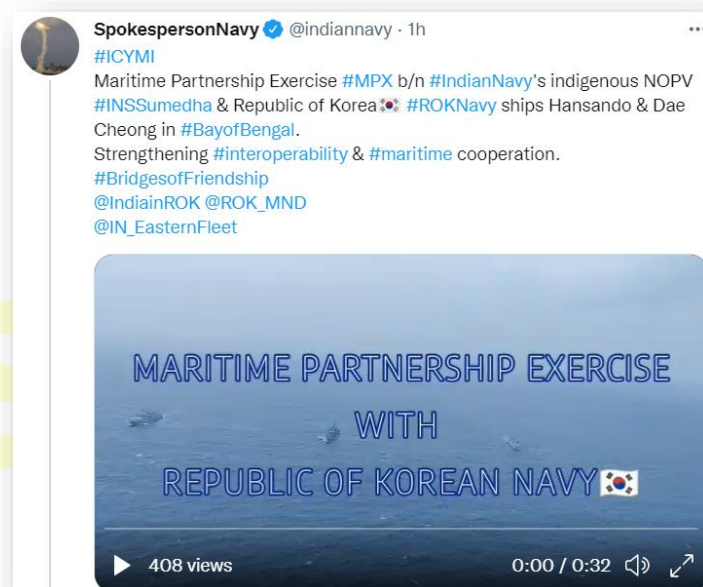 SpokespersonNavy @indiannavy · 1h
#ICYMI
Maritime Partnership Exercise #MPX b/n #IndianNavy's indigenous NOPV
#INSSumedha & Republic of Korea🇰🇷 #ROKNavy ships Hansando & Dae
Cheong in #BayofBengal.
Strengthening #interoperability & #maritime cooperation.
#BridgesofFriendship
@IndiainROK @ROK_MND
@IN_EasternFleet
MARITIME PARTNERSHIP EXERCISE
WITH
REPUBLIC OF KOREAN NAVY🇰🇷
408 views 0:00 / 0:32